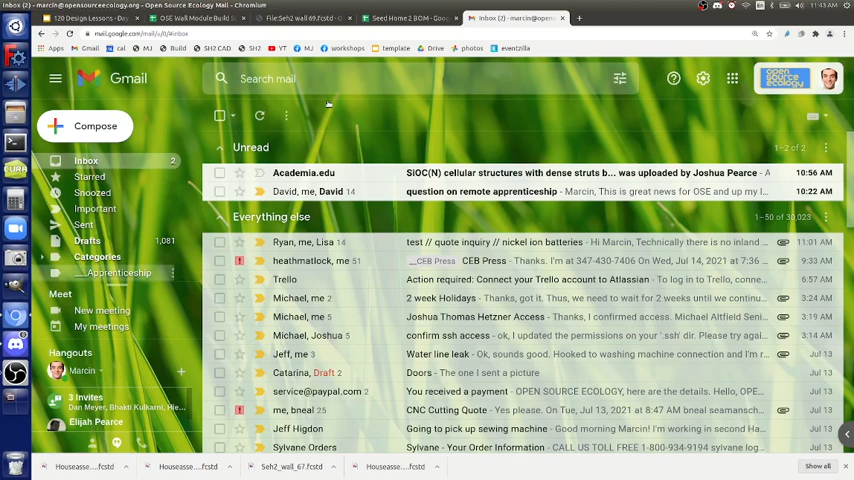 Inbox (2) - marcin@opensourceecology.org - Open Source Ecology Mail - Chromium
11:43 AM
120 Design Lessons - 8 Day
OSE Wall Module Build S
File:Seh2 wall 69.fcstd -
Seed Home 2 BOM - Goog
Inbox (2) - marcin@opens
mail.google.com/mail/u/0/#inbox
Apps
Gmail
cal
MJ
Build
SH2 CAD
SH2
YT
MJ
workshops
template
Drive
photos
eventzilla
Gmail
Search mail
OPEN SOURCE ECOLOGY
Compose
Inbox 2
Starred
Snoozed
Important
Sent
Drafts 1,081
Categories
__Apprenticeship
Meet
New meeting
My meetings
Hangouts
Marcin
3 Invites
Dan Meyer, Bhakti Kulkarni, Hie...
Elijah Pearce
Unread 1–2 of 2
Academia.edu SiOC(N) cellular structures with dense struts b... was uploaded by Joshua Pearce - A 10:56 AM
David, me, David 14 question on remote apprenticeship - Marcin, This is great news for OSE and up my l... 10:22 AM
Everything else 1–50 of 30,023
Ryan, me, Lisa 14 test // quote inquiry // nickel ion batteries - Hi Marcin, Technically there is no inland ... 11:01 AM
heathmatlock, me 51 __CEB Press CEB Press - Thanks. I'm at 347-430-7406 On Wed, Jul 14, 2021 at 7:36 ... 9:33 AM
Trello Action required: Connect your Trello account to Atlassian - To log in to Trello, conne... 6:57 AM
Michael, me 2 2 week Holidays - Thanks, got it. Thus, we need to wait for 2 weeks until we continu... 3:24 AM
Michael, me 5 Joshua Thomas Hetzner Access - Thanks, I confirmed access. Michael Altfield Seni... 3:19 AM
Michael, Joshua 5 confirm ssh access - ok, I updated the permissions on your '.ssh' dir. Please try agai... 3:14 AM
Jeff, me 3 Water line leak - Ok, sounds good. Hooked to washing machine connection and I'm r... Jul 13
Catarina, Draft 2 Doors - The one I sent a picture Jul 13
service@paypal.com 2 You received a payment - OPEN SOURCE ECOLOGY, here are the details. Hello, OPE... Jul 13
me, bneal 25 CNC Cutting Quote - Yes please. On Tue, Jul 13, 2021 at 8:47 AM bneal seamansch... Jul 13
Jeff Higdon Going to pick up sewing machine - Good morning Marcin! I'm working in second... Jul 13
Sylvane Orders Sylvane - Your Order Information - CALL US TOLL FREE 1-800-934-9194 sylvane log... Jul 13
Houseasse....fcstd
Houseasse....fcstd
Seh2_wall_67.fcstd
Houseasse....fcstd
Show all